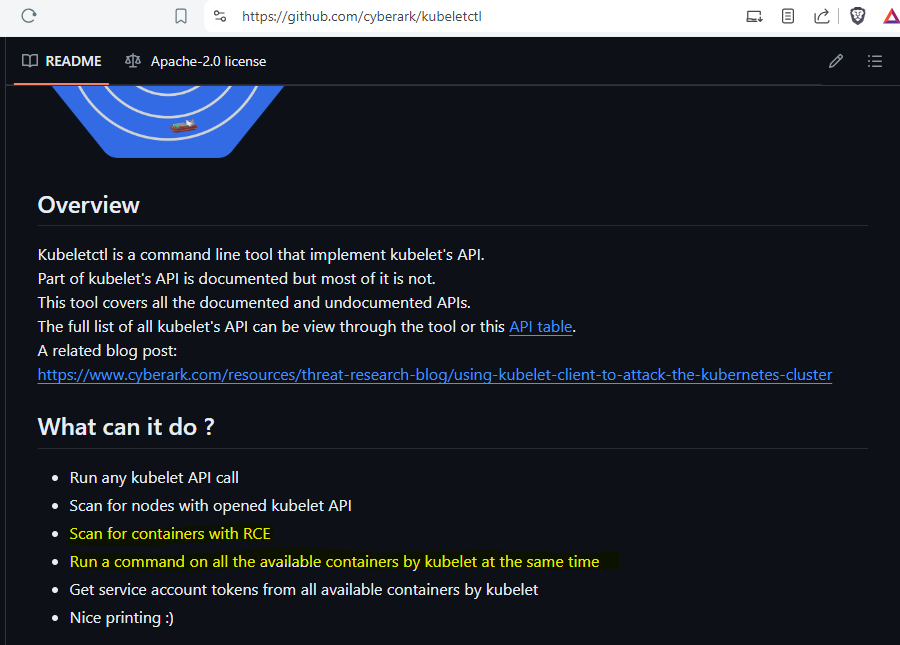 https://github.com/cyberark/kubeletctl
README
Apache-2.0 license
Overview
Kubeletctl is a command line tool that implement kubelet's API.
Part of kubelet's API is documented but most of it is not.
This tool covers all the documented and undocumented APIs.
The full list of all kubelet's API can be view through the tool or this API table.
A related blog post:
https://www.cyberark.com/resources/threat-research-blog/using-kubelet-client-to-attack-the-kubernetes-cluster
What can it do ?
• Run any kubelet API call
• Scan for nodes with opened kubelet API
• Scan for containers with RCE
• Run a command on all the available containers by kubelet at the same time
• Get service account tokens from all available containers by kubelet
• Nice printing :)